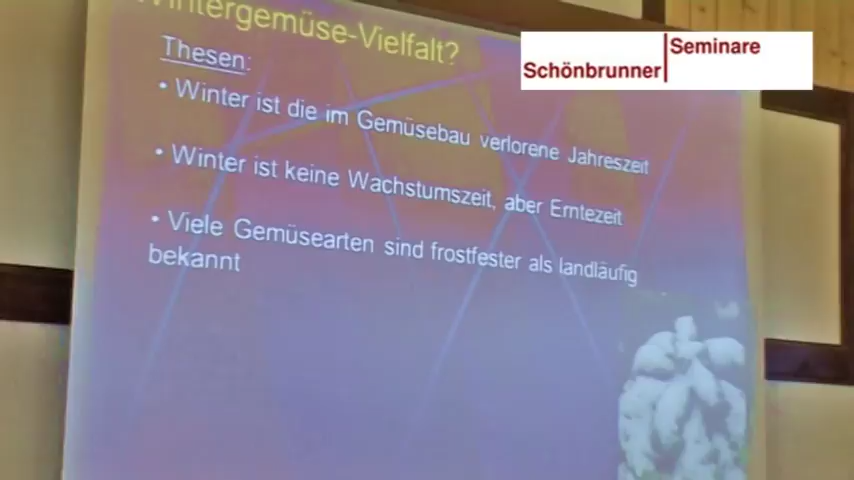 Wintergemüse-Vielfalt?
Seminare
Schönbrunner
Thesen:
• Winter ist die im Gemüsebau verlorene Jahreszeit
• Winter ist keine Wachstumszeit, aber Erntezeit
• Viele Gemüsearten sind frostfester als landläufig
bekannt